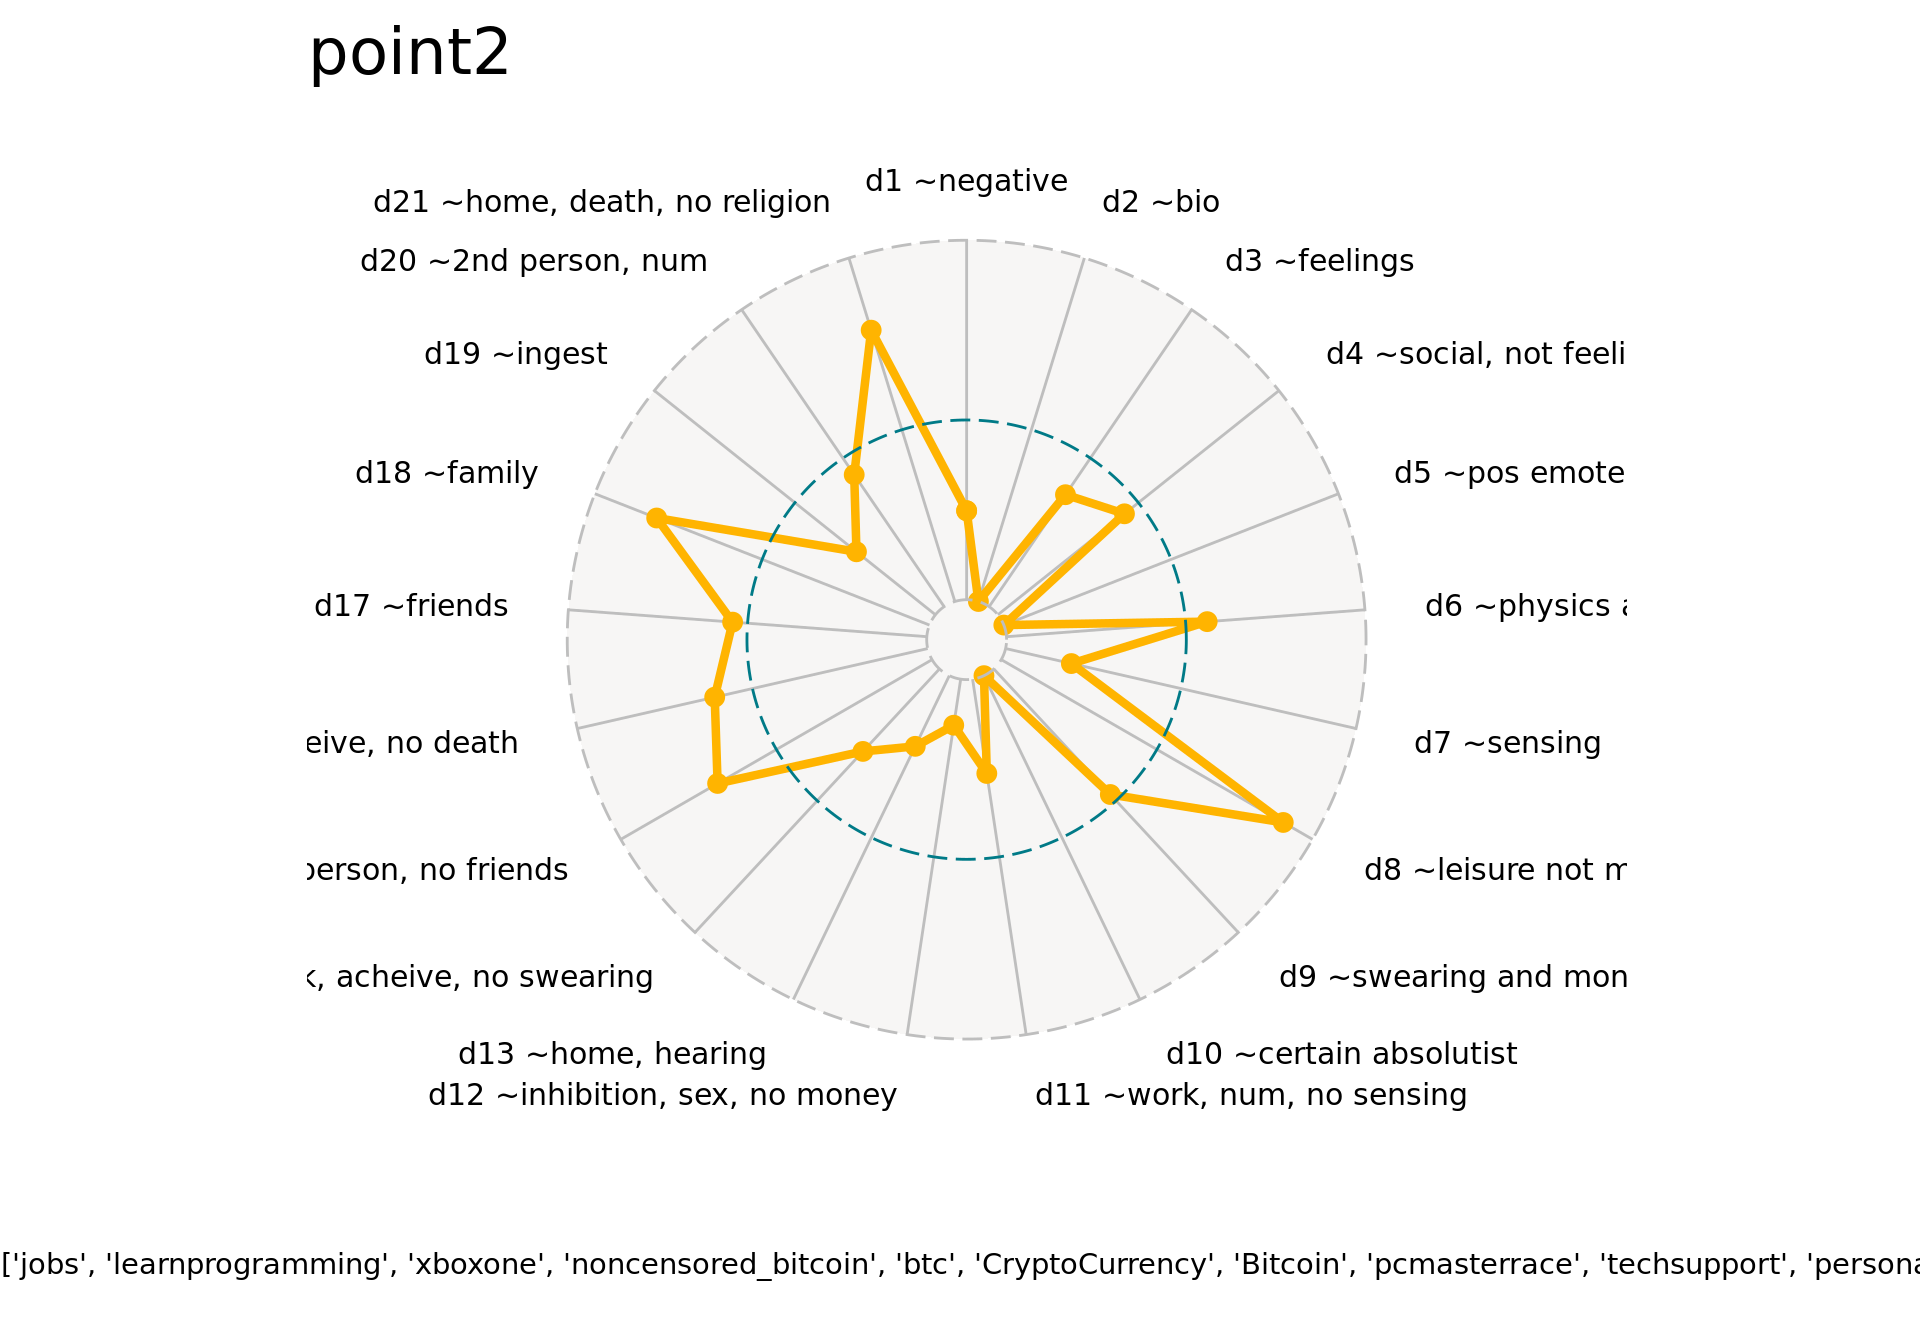 point2
d1 ~negative
d2 ~bio
d3 ~feelings
d4 ~social, not feeli
d5 ~pos emote
d6 ~physics
d7 ~sensing
d8 ~leisure not
d9 ~swearing and mon
d10 ~certain absolutist
d11 ~work, num, no sensing
d12 ~inhibition, sex, no money
d13 ~home, hearing
, acheive, no swearing
person, no friends
eive, no death
d17 ~friends
d18 ~family
d19 ~ingest
d20 ~2nd person, num
d21 ~home, death, no religion
['jobs', 'learnprogramming', 'xboxone', 'noncensored_bitcoin', 'btc', 'CryptoCurrency', 'Bitcoin', 'pcmasterrace', 'techsupport', 'persona